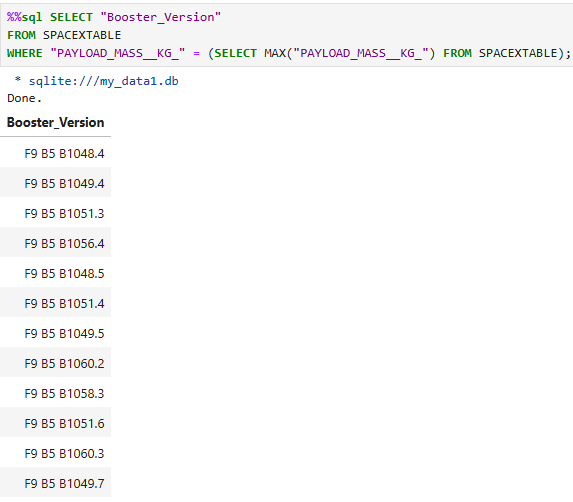 %%sql SELECT "Booster_Version"
FROM SPACEXTABLE
WHERE "PAYLOAD_MASS__KG_" = (SELECT MAX("PAYLOAD_MASS__KG_") FROM SPACEXTABLE);
* sqlite:///my_data1.db
Done.
Booster_Version
F9 B5 B1048.4
F9 B5 B1049.4
F9 B5 B1051.3
F9 B5 B1056.4
F9 B5 B1048.5
F9 B5 B1051.4
F9 B5 B1049.5
F9 B5 B1060.2
F9 B5 B1058.3
F9 B5 B1051.6
F9 B5 B1060.3
F9 B5 B1049.7